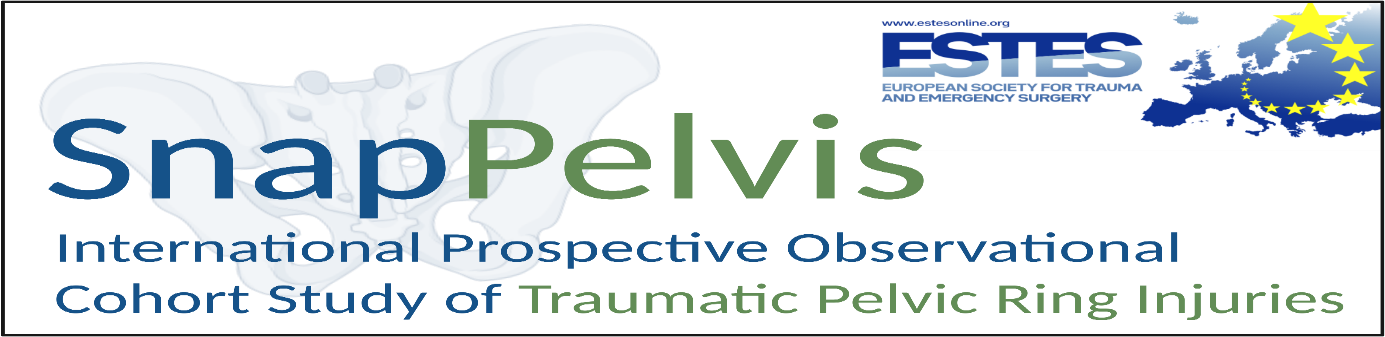 www.estesonline.org
ESTES
EUROPEAN SOCIETY FOR TRAUMA
AND EMERGENCY SURGERY
SnapPelvis
International Prospective Observational
Cohort Study of Traumatic Pelvic Ring Injuries